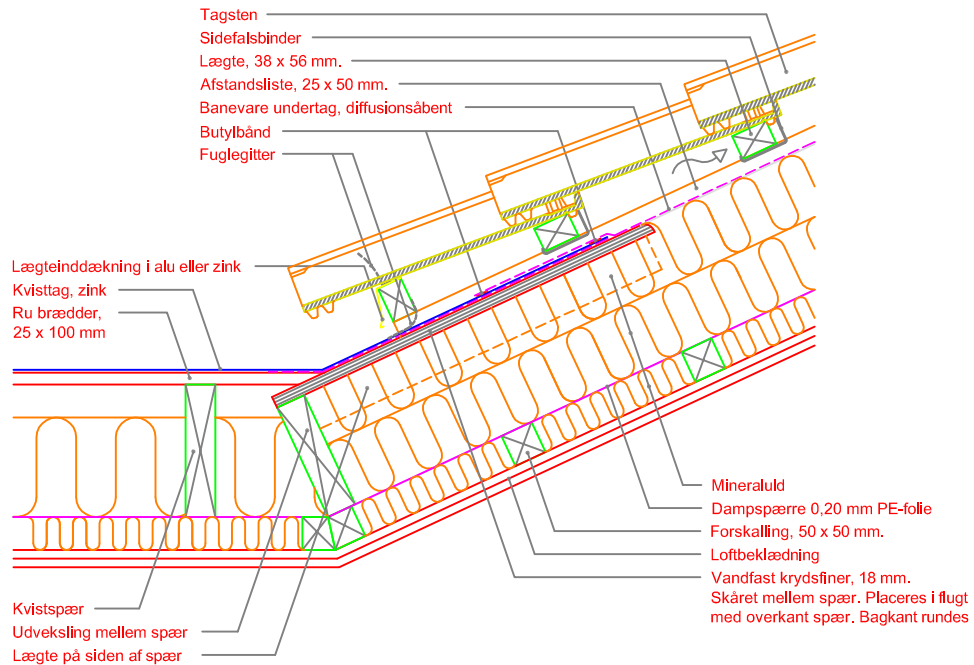 Tagsten
Sidefalsbinder
Lægte, 38 x 56 mm.
Afstandsliste, 25 x 50 mm.
Banevare undertag, diffusionsåbent
Butylbånd
Fuglegitter
Lægteinddækning i alu eller zink
Kvisttag, zink
Ru brædder,
25 x 100 mm
Mineraluld
Dampspærre 0,20 mm PE-folie
Forskalling, 50 x 50 mm.
Loftbeklædning
Vandfast krydsfiner, 18 mm.
Skåret mellem spær. Placeres i flugt
med overkant spær. Bagkant rundes
Kvistspær
Udveksling mellem spær
Lægte på siden af spær